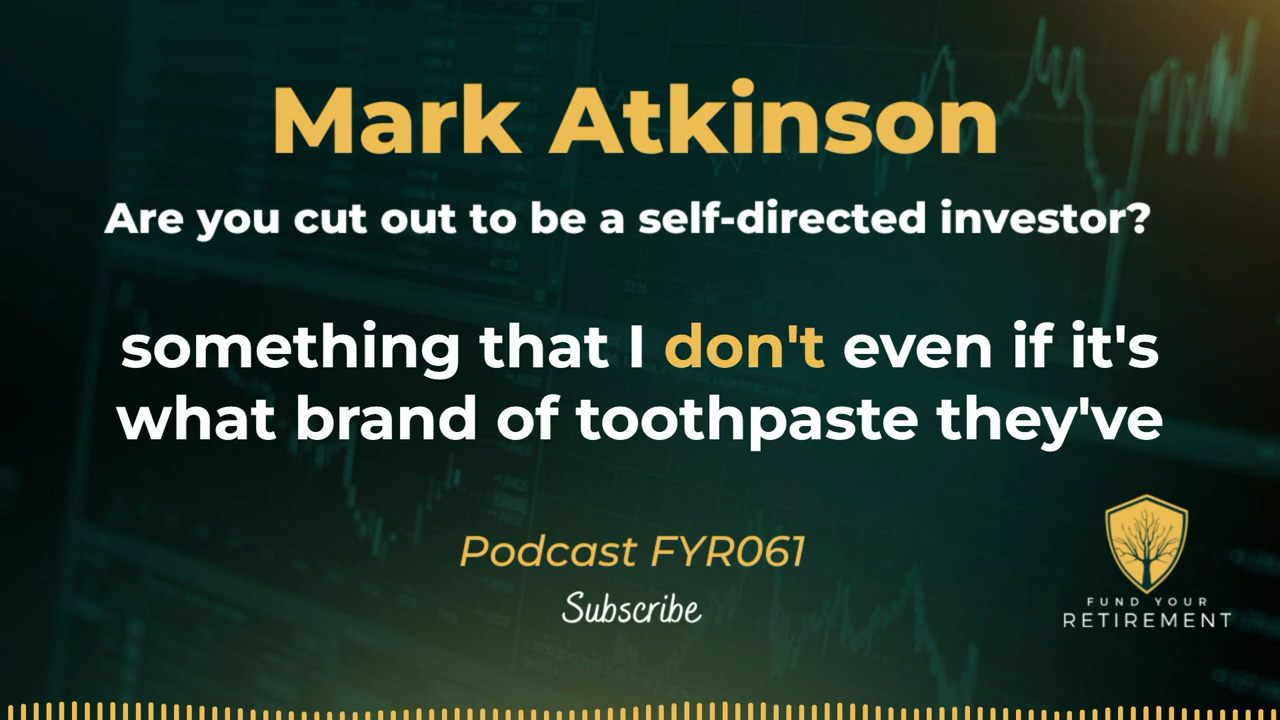 Mark Atkinson
Are you cut out to be a self-directed investor?
something that I don't even if it's
what brand of toothpaste they've
Podcast FYR061
Subscribe
FUND YOUR
RETIREMENT